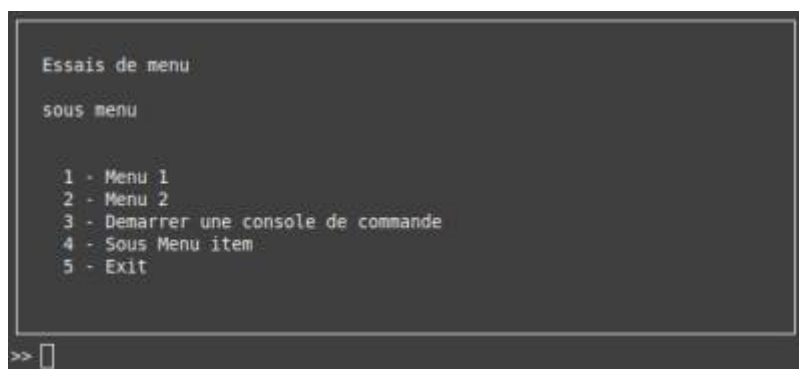 Essais de menu
sous menu
1 - Menu 1
2 - Menu 2
3 - Demarrer une console de commande
4 - Sous Menu item
5 - Exit
>>